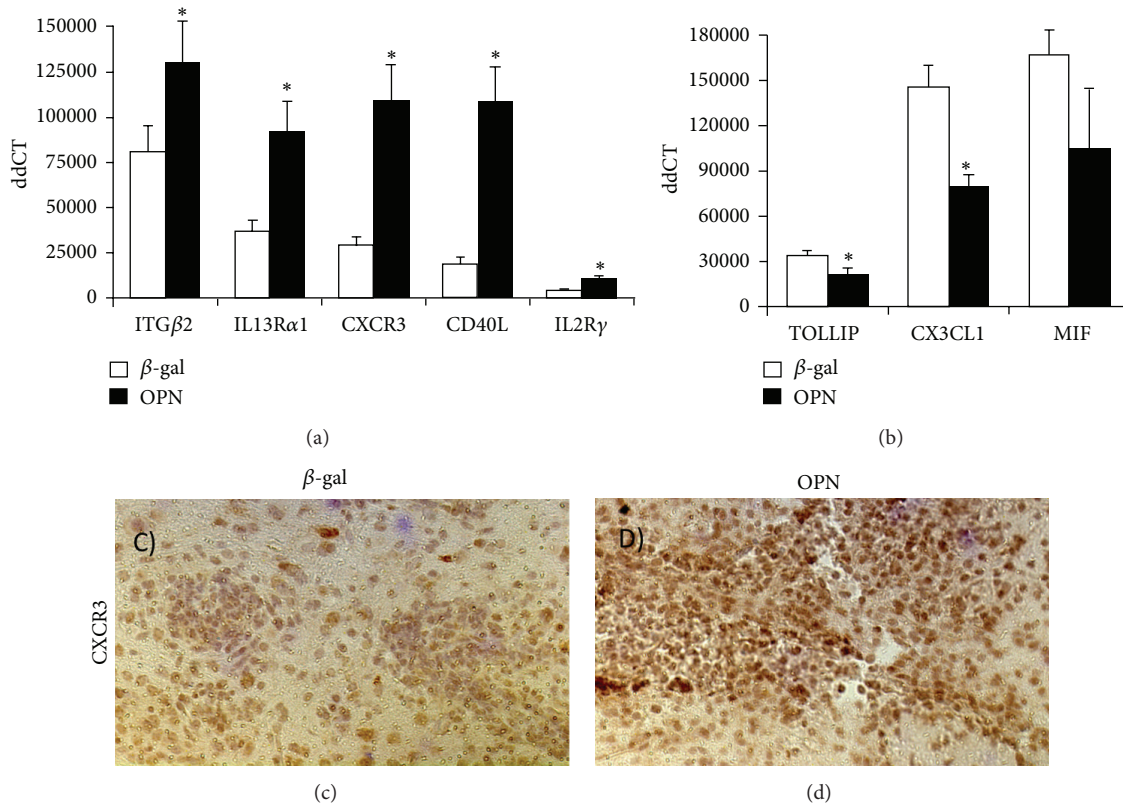 150000
125000
100000
75000
50000
25000
0
ddCT
* * * * *
ITGβ2 IL13Rα1 CXCR3 CD40L IL2Rγ
β-gal
OPN
(a)
180000
150000
120000
90000
60000
30000
0
ddCT
* *
TOLLIP CX3CL1 MIF
β-gal
OPN
(b)
β-gal
CXCR3
C)
(c)
OPN
D)
(d)